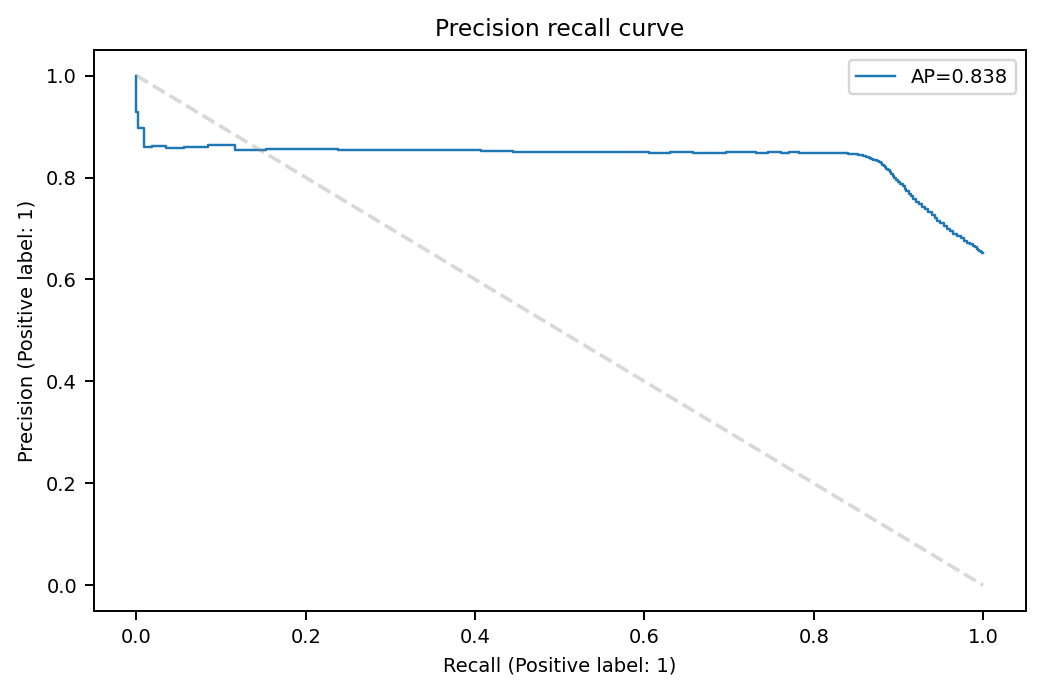 Precision recall curve
AP=0.838
Precision (Positive label: 1)
1.0
0.8
0.6
0.4
0.2
0.0
0.0 0.2 0.4 0.6 0.8 1.0
Recall (Positive label: 1)